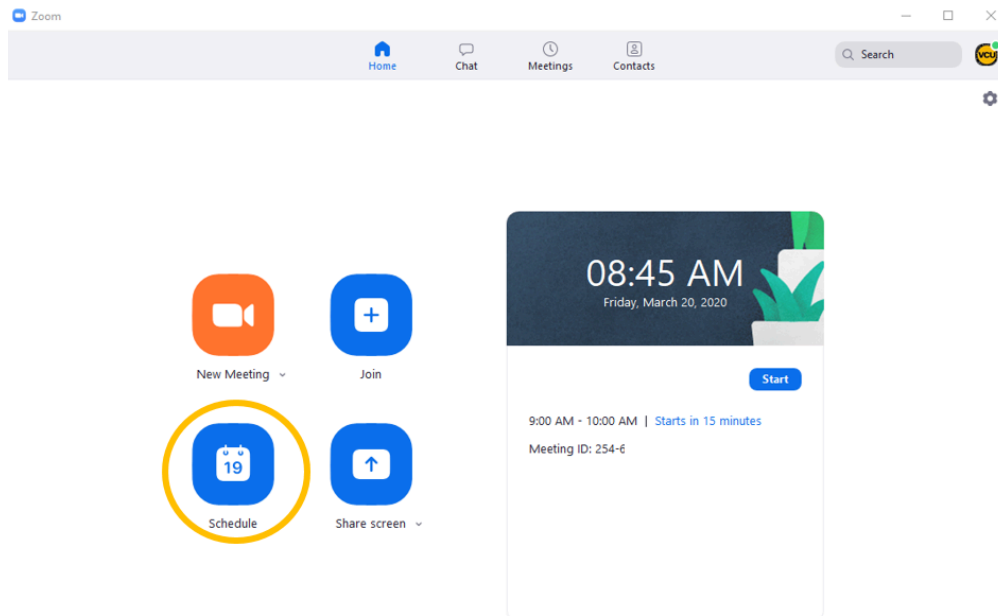 Zoom
Home
Chat
Meetings
Contacts
Search
VCU
08:45 AM
Friday, March 20, 2020
New Meeting
Join
Start
9:00 AM - 10:00 AM | Starts in 15 minutes
Meeting ID: 254-6
19
Schedule
Share screen